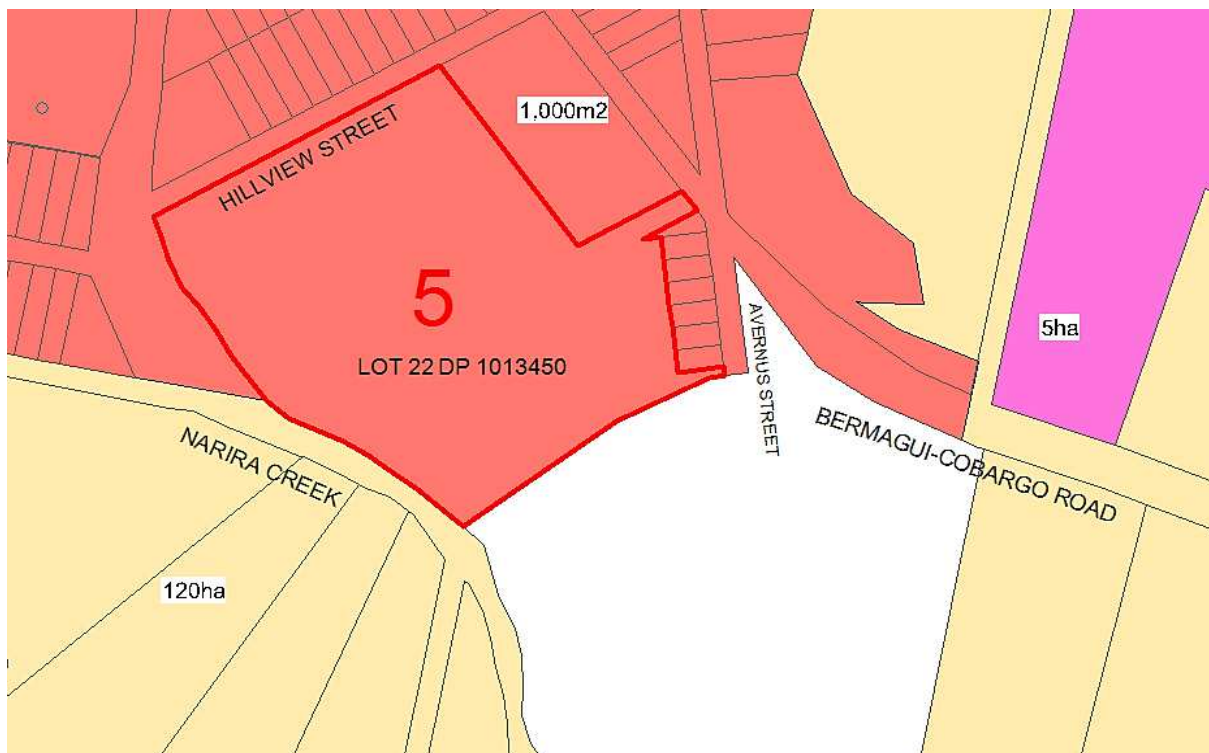 1,000m2
HILLVIEW STREET
5
LOT 22 DP 1013450
5ha
AVERNUS STREET
BERMAGUI-COBARGO ROAD
NARIRA CREEK
120ha